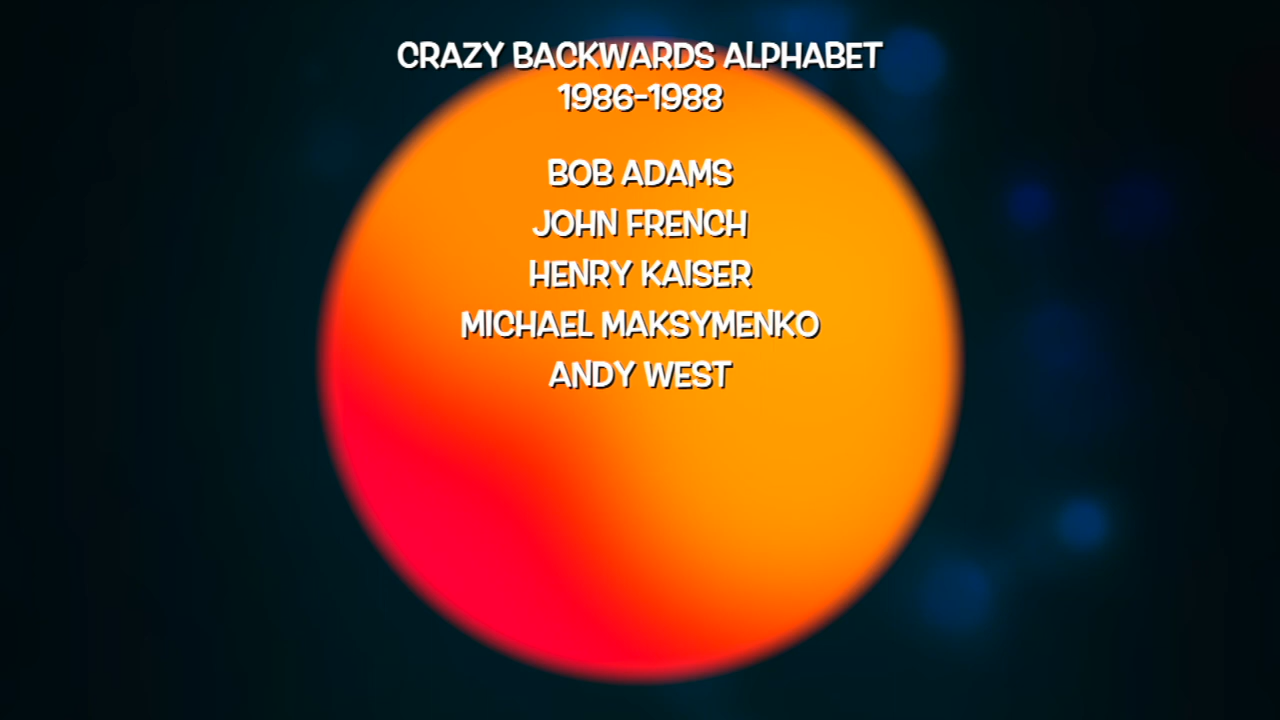 CRAZY BACKWARDS ALPHABET
1986-1988
BOB ADAMS
JOHN FRENCH
HENRY KAISER
MICHAEL MAKSYMENKO
ANDY WEST